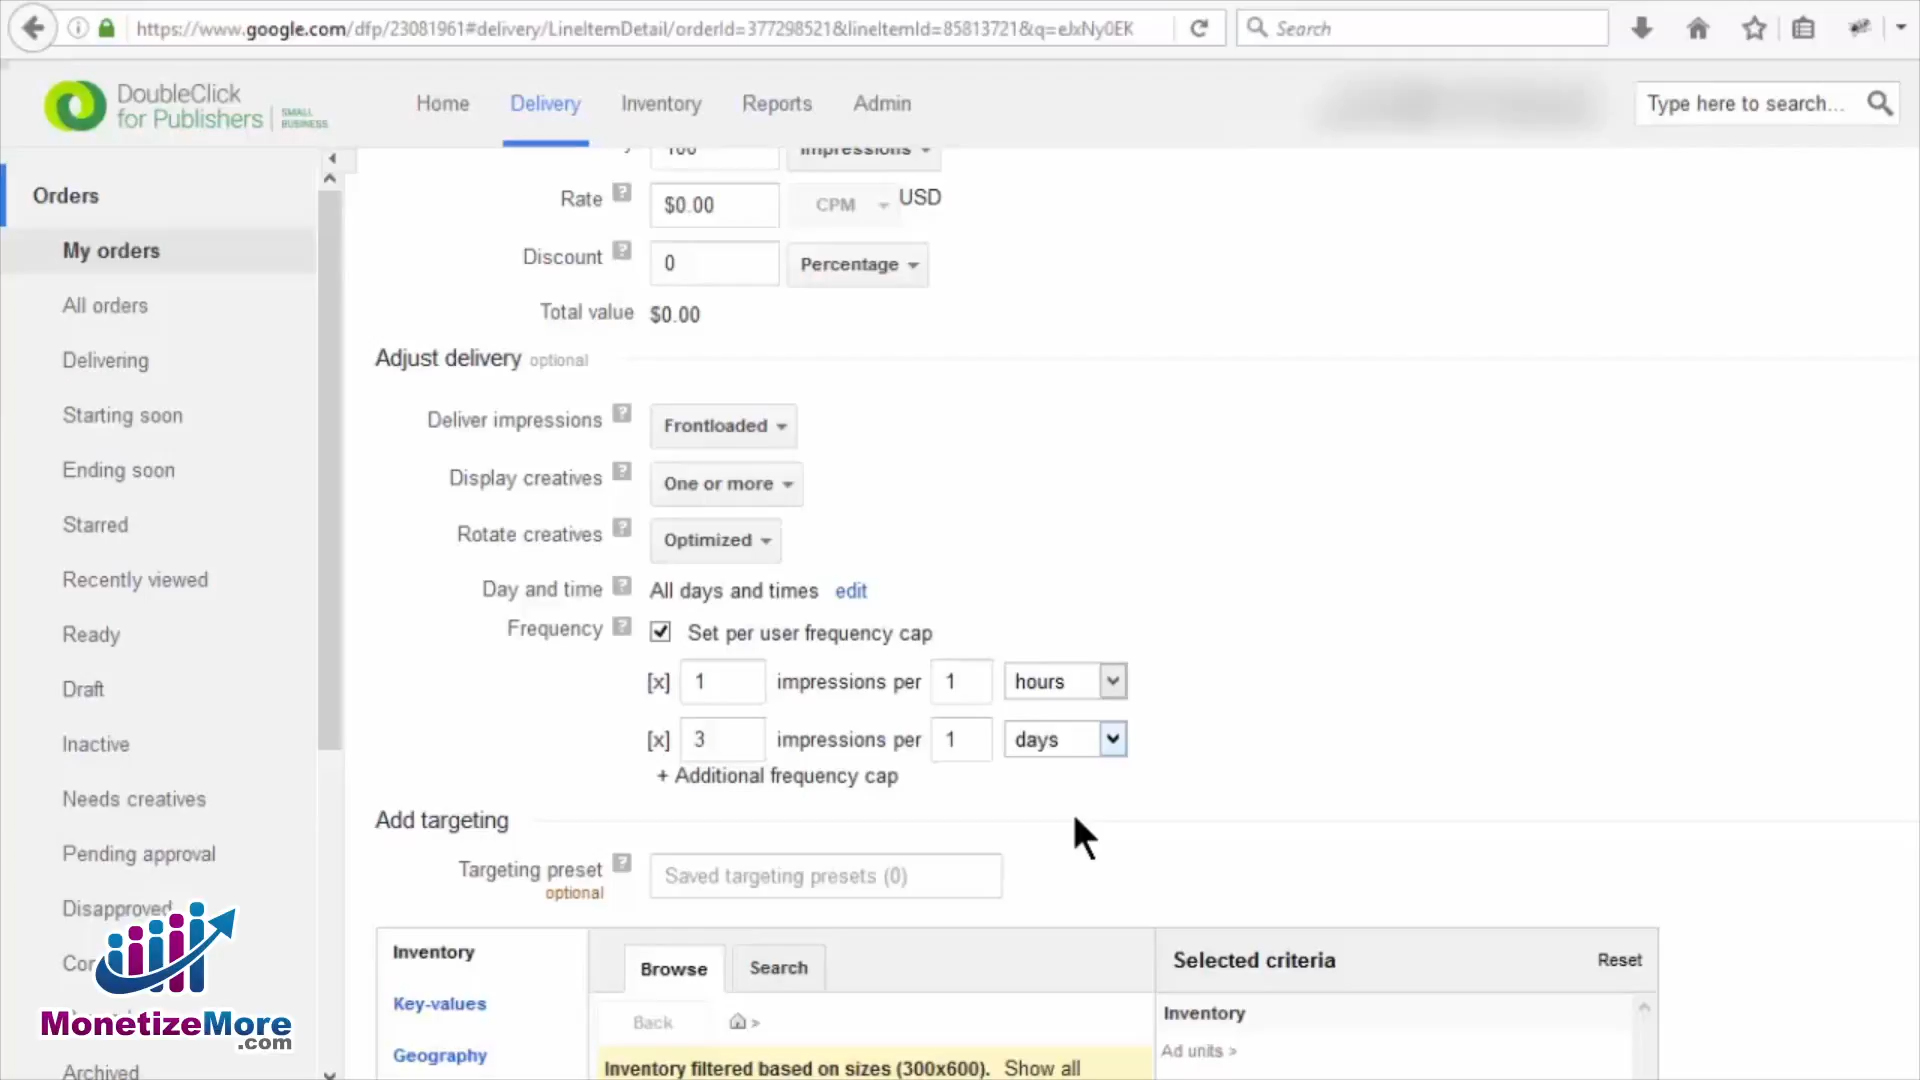 https://www.google.com/dfp/23081961#delivery/LineItemDetail/orderId=377298521&lineItemId=85813721&q=eJxNy0EK
Search
DoubleClick
for Publishers
SMALL
BUSINESS
Home
Delivery
Inventory
Reports
Admin
Type here to search...
Orders
My orders
All orders
Delivering
Starting soon
Ending soon
Starred
Recently viewed
Ready
Draft
Inactive
Needs creatives
Pending approval
Disapproved
Archived
MonetizeMore
.com
100 Impressions
Rate ? $0.00 CPM USD
Discount ? 0 Percentage
Total value $0.00
Adjust delivery optional
Deliver impressions ? Frontloaded
Display creatives ? One or more
Rotate creatives ? Optimized
Day and time ? All days and times edit
Frequency ? Set per user frequency cap
[x] 1 impressions per 1 hours
[x] 3 impressions per 1 days
+ Additional frequency cap
Add targeting
Targeting preset ? Saved targeting presets (0)
optional
Inventory
Key-values
Geography
Browse
Search
Back
>
Inventory filtered based on sizes (300x600). Show all
Selected criteria
Reset
Inventory
Ad units >